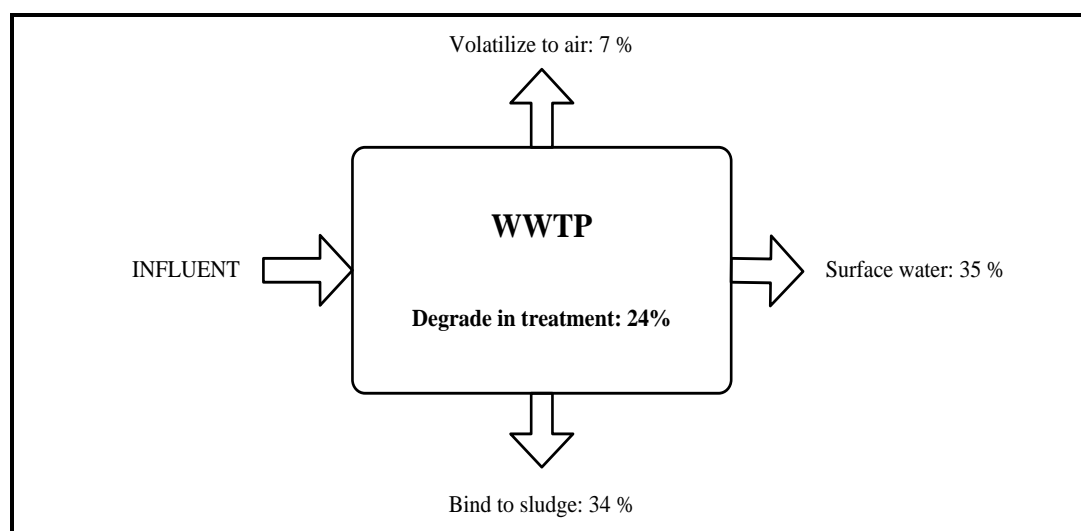 Volatilize to air: 7 %
WWTP
INFLUENT
Surface water: 35 %
Degrade in treatment: 24%
Bind to sludge: 34 %